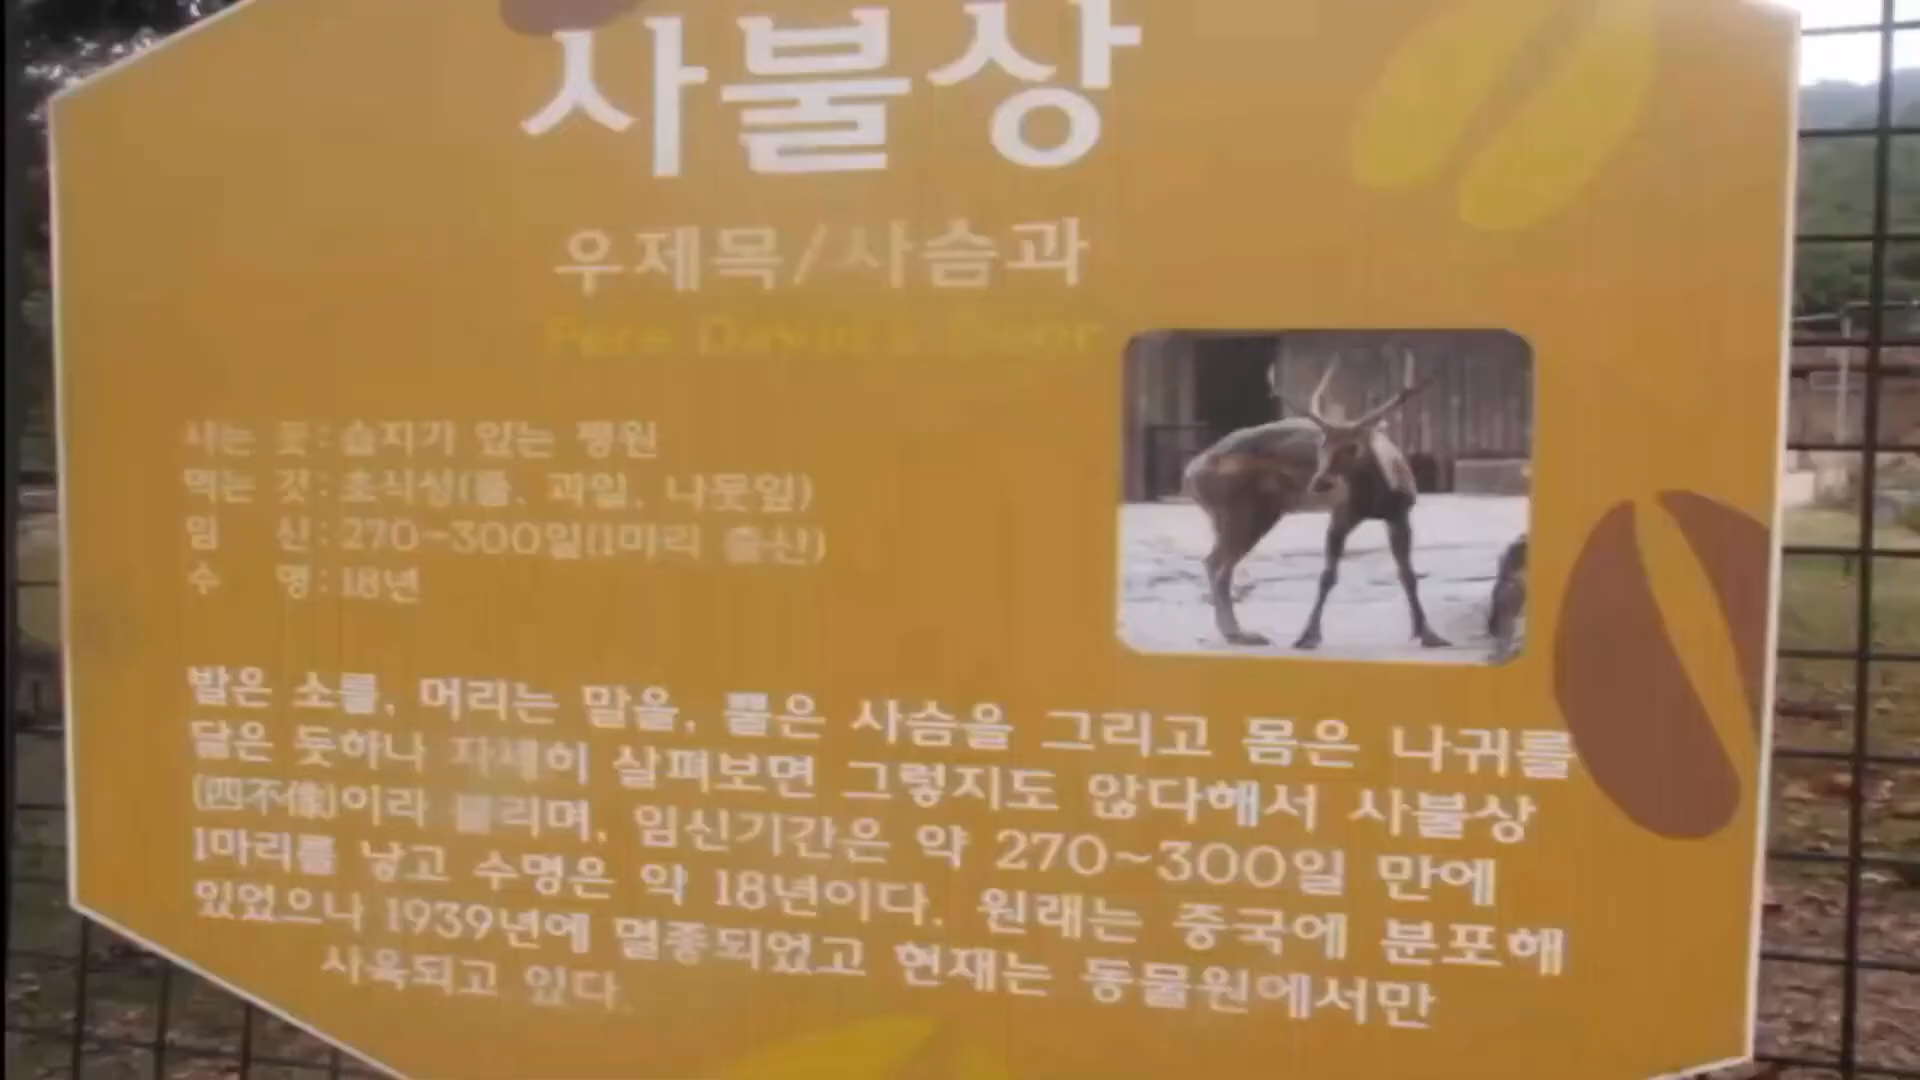 사불상
우제목/사슴과
Pere David's Deer
사는 곳: 습지가 있는 평원
먹는 것: 초식성(풀, 과일, 나뭇잎)
임 신: 270~300일(1마리 출산)
수 명: 18년
발은 소를, 머리는 말을, 뿔은 사슴을 그리고 몸은 나귀를
닮은 듯하나 자세히 살펴보면 그렇지도 않다해서 사불상
(四不像)이라 불리며, 임신기간은 약 270~300일 만에
1마리를 낳고 수명은 약 18년이다. 원래는 중국에 분포해
있었으나 1939년에 멸종되었고 현재는 동물원에서만
사육되고 있다.